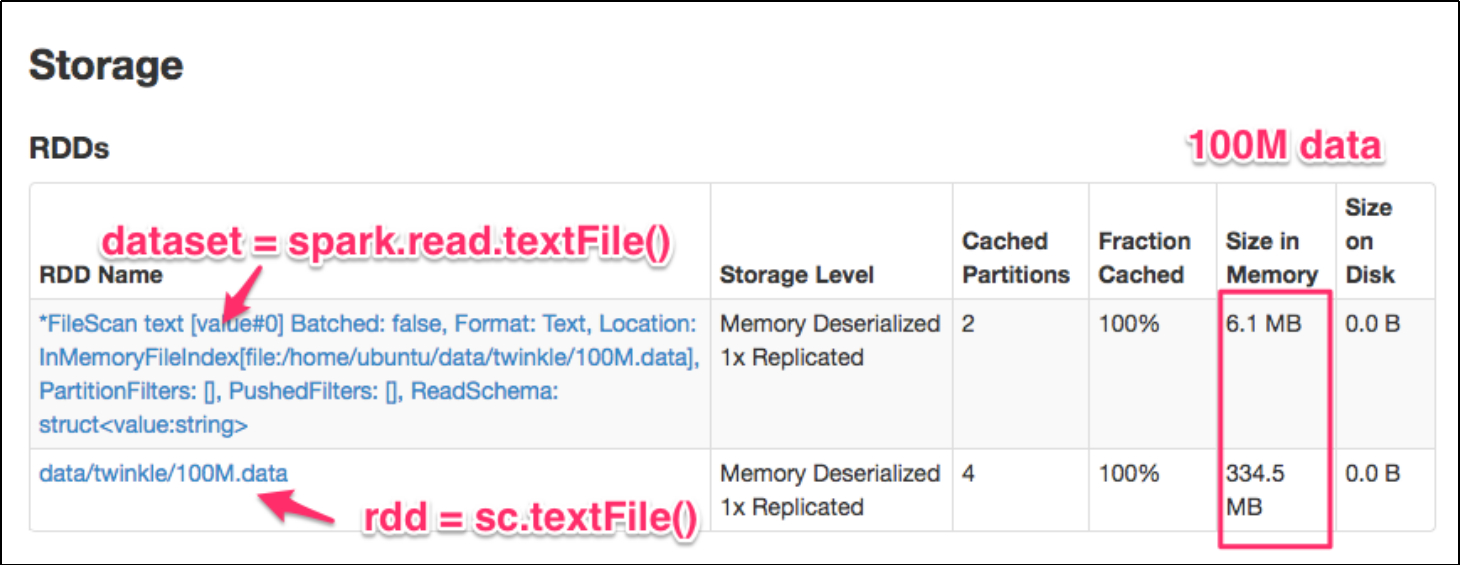 Storage
RDDs
100M data
dataset = spark.read.textFile()
RDD Name
Storage Level
Cached
Partitions
Fraction
Cached
Size in
Memory
Size
on
Disk
*FileScan text [value#0] Batched: false, Format: Text, Location:
InMemoryFileIndex[file:/home/ubuntu/data/twinkle/100M.data],
PartitionFilters: [], PushedFilters: [], ReadSchema:
struct<value:string>
Memory Deserialized
1x Replicated
2
100%
6.1 MB
0.0 B
data/twinkle/100M.data
Memory Deserialized
1x Replicated
4
100%
334.5
MB
0.0 B
rdd = sc.textFile()